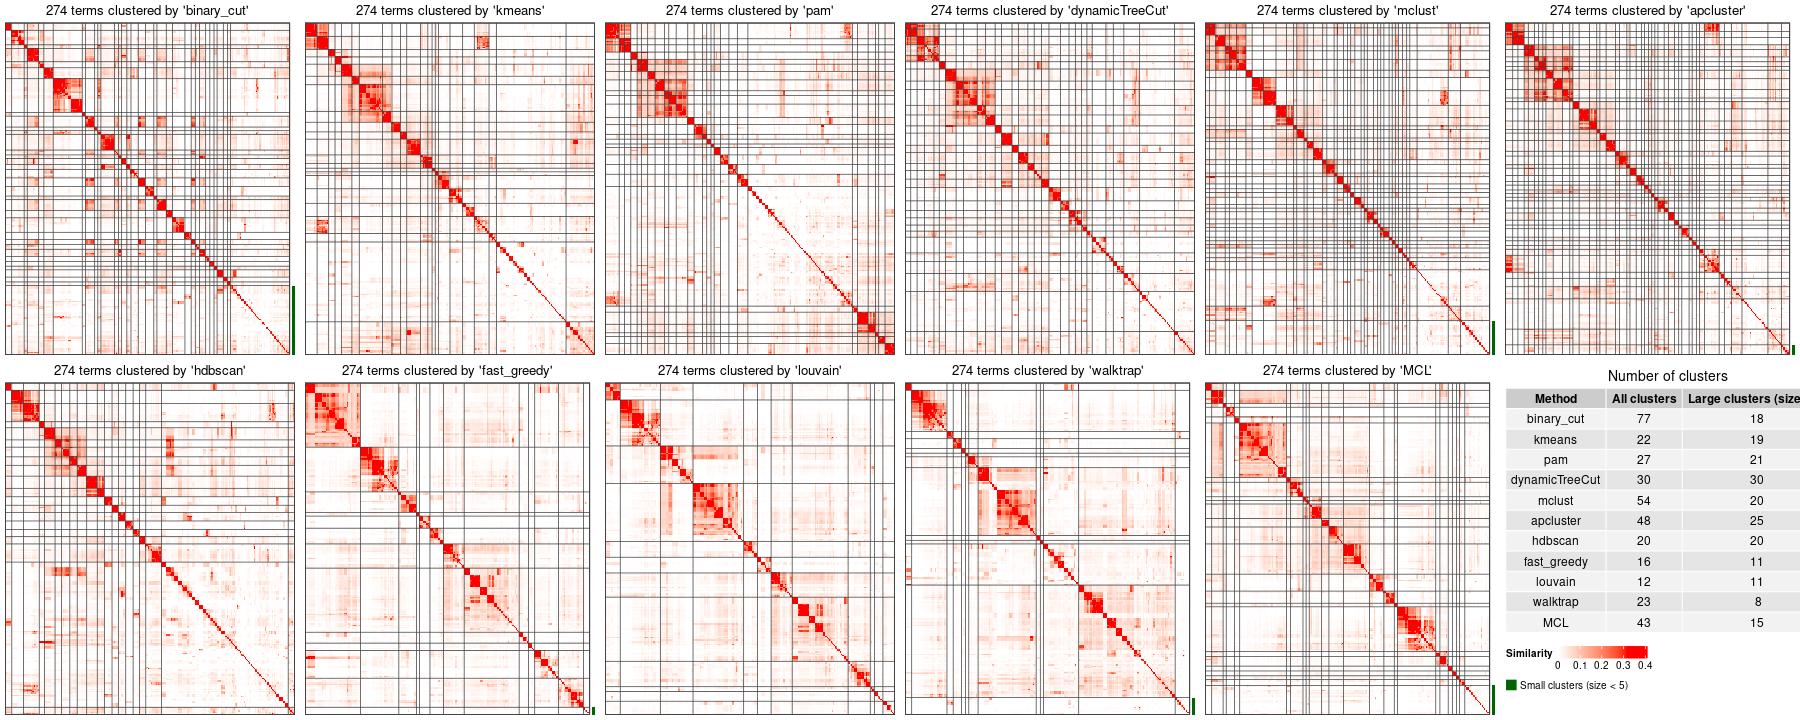 274 terms clustered by 'binary_cut'
274 terms clustered by 'kmeans'
274 terms clustered by 'pam'
274 terms clustered by 'dynamicTreeCut'
274 terms clustered by 'mclust'
274 terms clustered by 'apcluster'
274 terms clustered by 'hdbscan'
274 terms clustered by 'fast_greedy'
274 terms clustered by 'louvain'
274 terms clustered by 'walktrap'
274 terms clustered by 'MCL'
Number of clusters
Method All clusters Large clusters (size
binary_cut 77 18
kmeans 22 19
pam 27 21
dynamicTreeCut 30 30
mclust 54 20
apcluster 48 25
hdbscan 20 20
fast_greedy 16 11
louvain 12 11
walktrap 23 8
MCL 43 15
Similarity
0 0.1 0.2 0.3 0.4
Small clusters (size < 5)